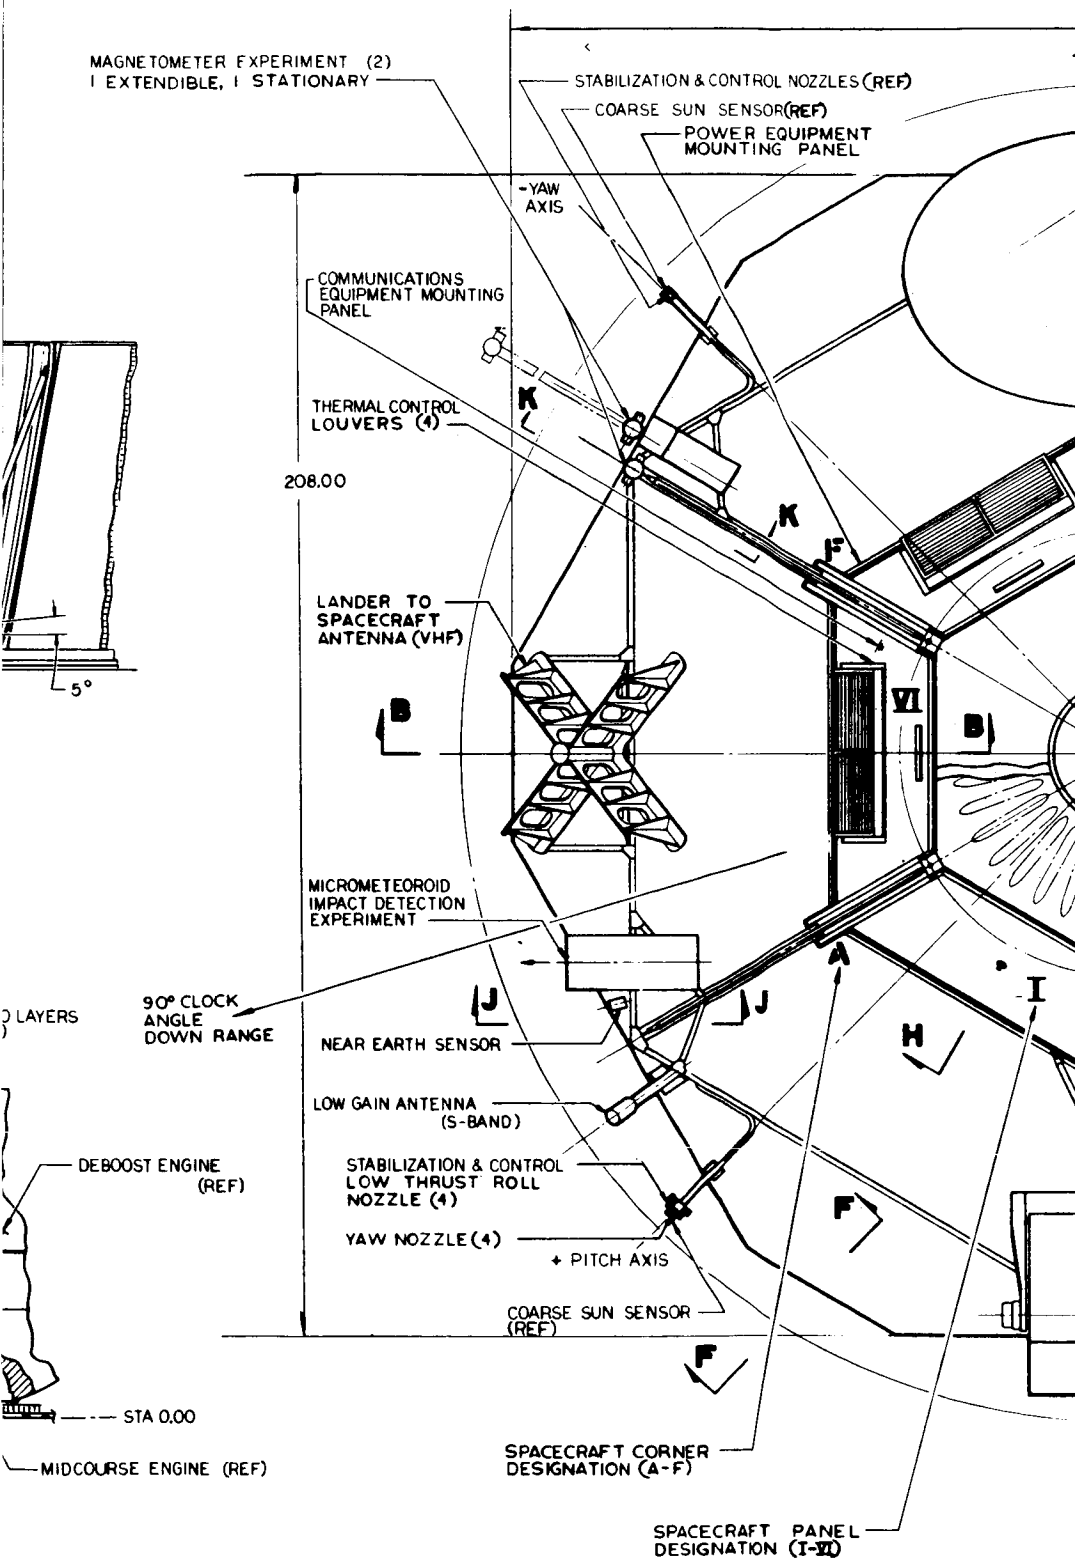 MAGNETOMETER EXPERIMENT (2)
1 EXTENDIBLE, 1 STATIONARY
STABILIZATION & CONTROL NOZZLES (REF)
COARSE SUN SENSOR (REF)
POWER EQUIPMENT
MOUNTING PANEL
-YAW
AXIS
COMMUNICATIONS
EQUIPMENT MOUNTING
PANEL
K
THERMAL CONTROL
LOUVERS (4)
208.00
K
F
LANDER TO
SPACECRAFT
ANTENNA (VHF)
5°
VI
B
B
MICROMETEOROID
IMPACT DETECTION
EXPERIMENT
A
I
J
J
90° CLOCK
ANGLE
DOWN RANGE
LAYERS
)
NEAR EARTH SENSOR
H
LOW GAIN ANTENNA
(S-BAND)
DEBOOST ENGINE
(REF)
STABILIZATION & CONTROL
LOW THRUST ROLL
NOZZLE (4)
F
YAW NOZZLE (4)
+ PITCH AXIS
COARSE SUN SENSOR
(REF)
F
STA 0.00
MIDCOURSE ENGINE (REF)
SPACECRAFT CORNER
DESIGNATION (A-F)
SPACECRAFT PANEL
DESIGNATION (I-VI)